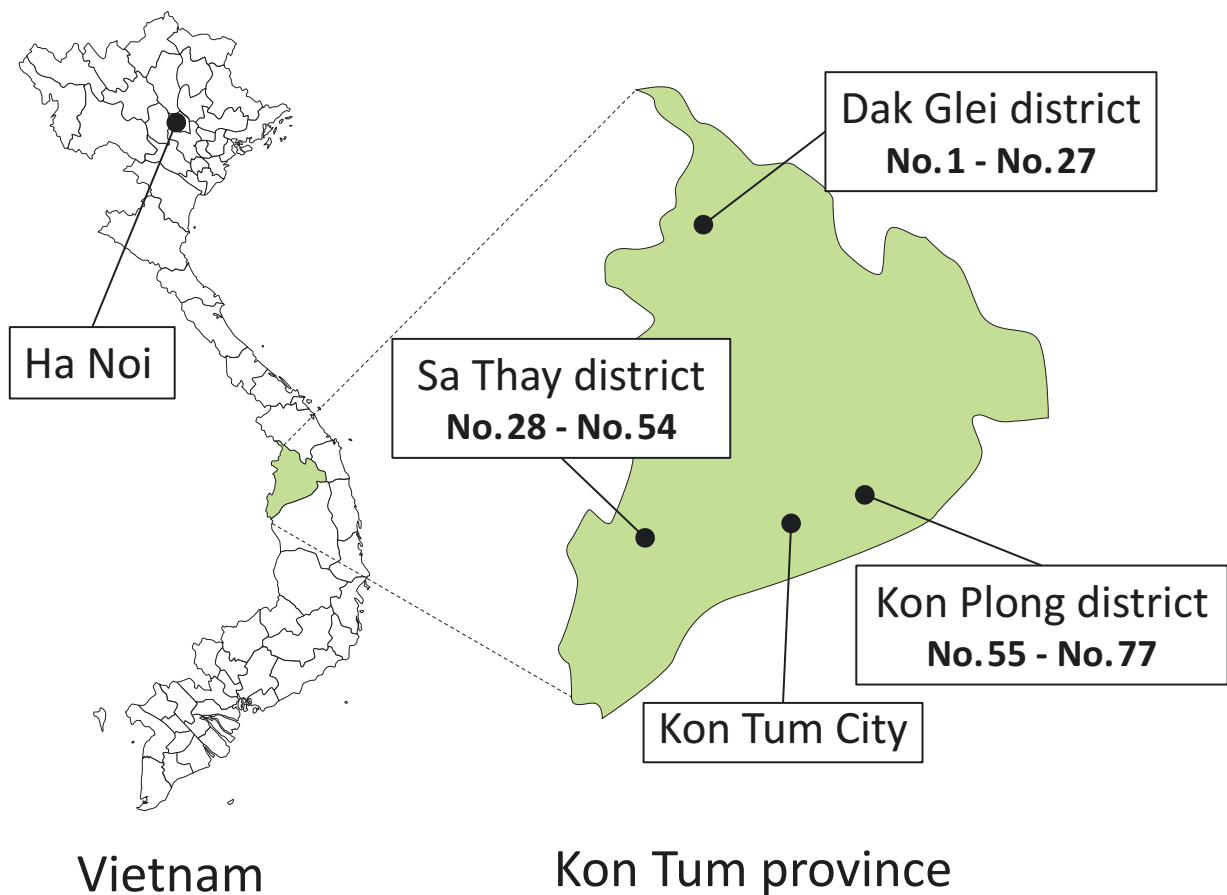 Dak Glei district
No.1 - No.27
Ha Noi
Sa Thay district
No.28 - No.54
Kon Plong district
No.55 - No.77
Kon Tum City
Vietnam
Kon Tum province